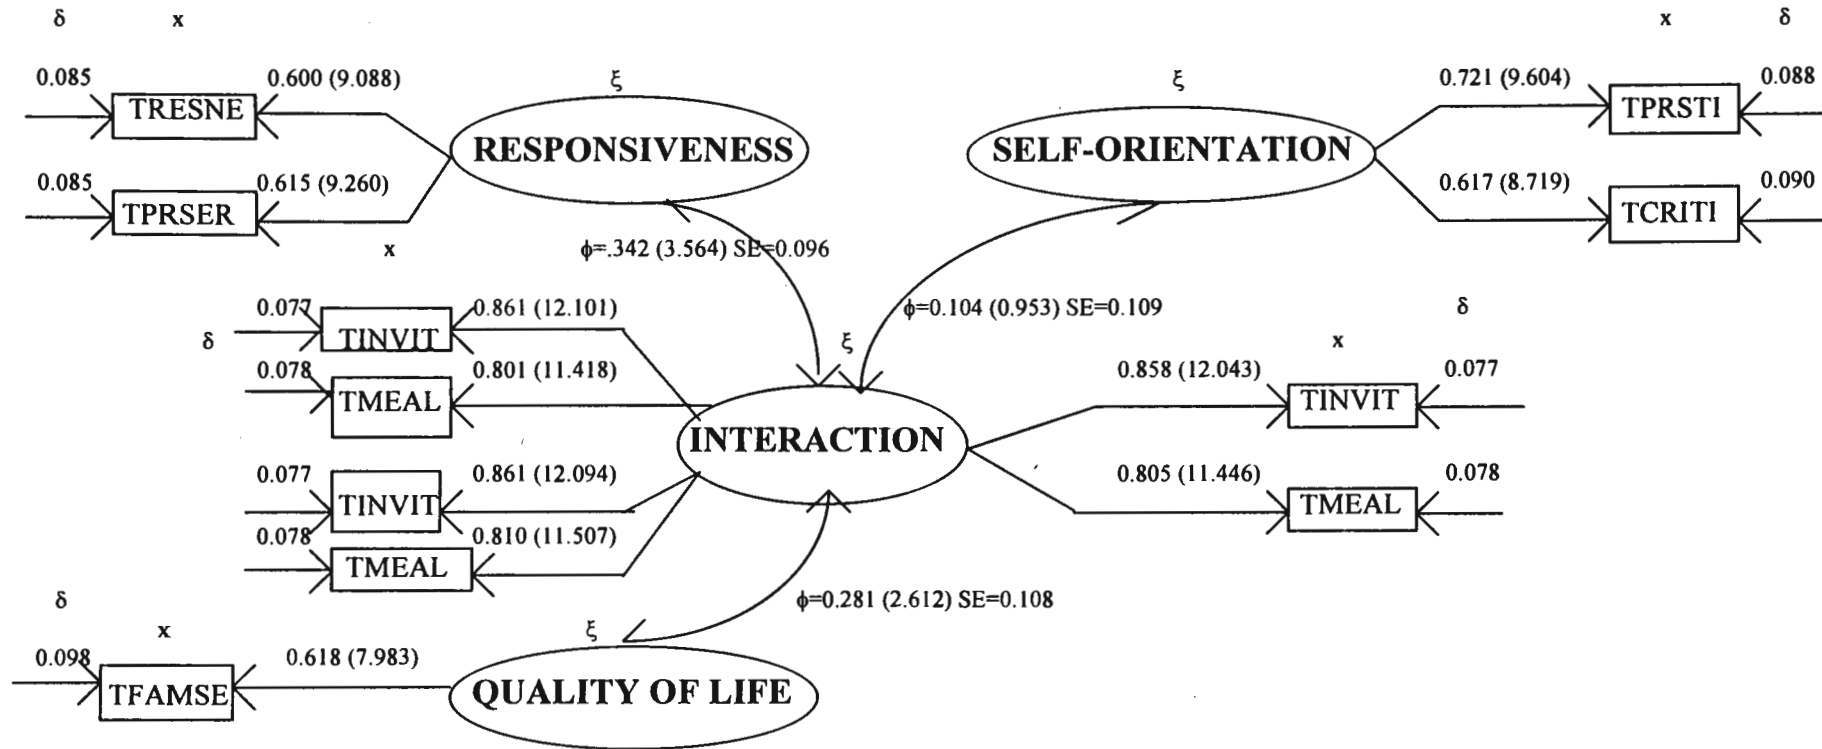 δ x x δ
0.085 0.600 (9.088) ξ ξ 0.721 (9.604) 0.088
TRESNE TPRSTI
RESPONSIVENESS SELF-ORIENTATION
0.085 0.615 (9.260) 0.617 (8.719) 0.090
TPRSER TCRITI
x ϕ=.342 (3.564) SE=0.096
0.077 0.861 (12.101) ϕ=0.104 (0.953) SE=0.109 δ
TINVIT
δ ξ x
0.078 0.801 (11.418) 0.858 (12.043) 0.077
TMEAL TINVIT
INTERACTION
0.077 0.861 (12.094) 0.805 (11.446) 0.078
TINVIT TMEAL
0.078 0.810 (11.507)
TMEAL
δ ϕ=0.281 (2.612) SE=0.108
x ξ
0.098 0.618 (7.983)
TFAMSE QUALITY OF LIFE